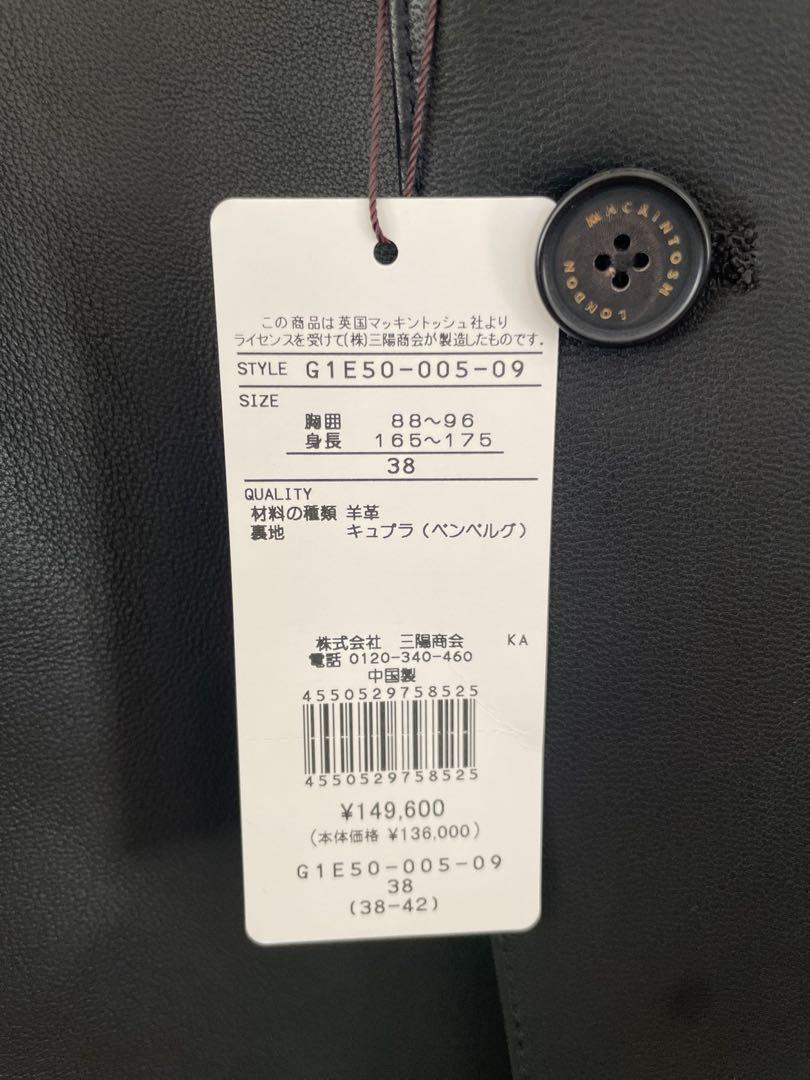 MACKINTOSH
LONDON
この商品は英国マッキントッシュ社より
ライセンスを受けて(株)三陽商会が製造したものです。
STYLE G1E50-005-09
SIZE
胸囲 88～96
身長 165～175
38
QUALITY
材料の種類 羊革
裏地 キュプラ（ベンベルグ）
株式会社 三陽商会 KA
電話 0120-340-460
中国製
4550529758525
4550529758525
¥149,600
(本体価格 ¥136,000)
G1E50-005-09
38
(38-42)